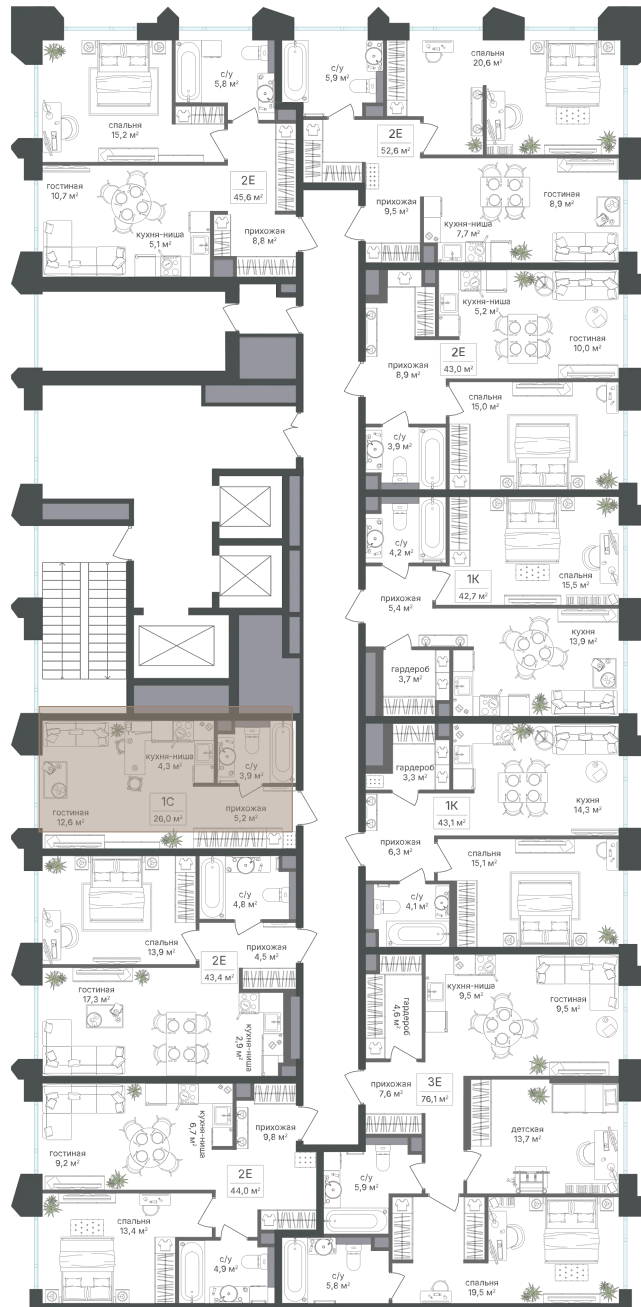 с/у
5,8 м²
спальня
15,2 м²
гостиная
10,7 м²
2Е
45,6 м²
кухня-ниша
5,1 м²
прихожая
8,8 м²
с/у
5,9 м²
спальня
20,6 м²
2Е
52,6 м²
прихожая
9,5 м²
гостиная
8,9 м²
кухня-ниша
7,7 м²
кухня-ниша
5,2 м²
гостиная
10,0 м²
2Е
43,0 м²
прихожая
8,9 м²
спальня
15,0 м²
с/у
3,9 м²
с/у
4,2 м²
1К
42,7 м²
спальня
15,5 м²
прихожая
5,4 м²
кухня
13,9 м²
гардероб
3,7 м²
кухня-ниша
4,3 м²
с/у
3,9 м²
1С
26,0 м²
гостиная
12,6 м²
прихожая
5,2 м²
гардероб
3,3 м²
1К
43,1 м²
кухня
14,3 м²
прихожая
6,3 м²
спальня
15,1 м²
с/у
4,1 м²
с/у
4,8 м²
спальня
13,9 м²
прихожая
4,5 м²
2Е
43,4 м²
гостиная
17,3 м²
кухня-ниша
2,9 м²
гардероб
4,6 м²
кухня-ниша
9,5 м²
гостиная
9,5 м²
прихожая
7,6 м²
3Е
76,1 м²
детская
13,7 м²
гостиная
9,2 м²
кухня-ниша
6,7 м²
прихожая
9,8 м²
2Е
44,0 м²
с/у
5,9 м²
спальня
13,4 м²
с/у
4,9 м²
с/у
5,8 м²
спальня
19,5 м²